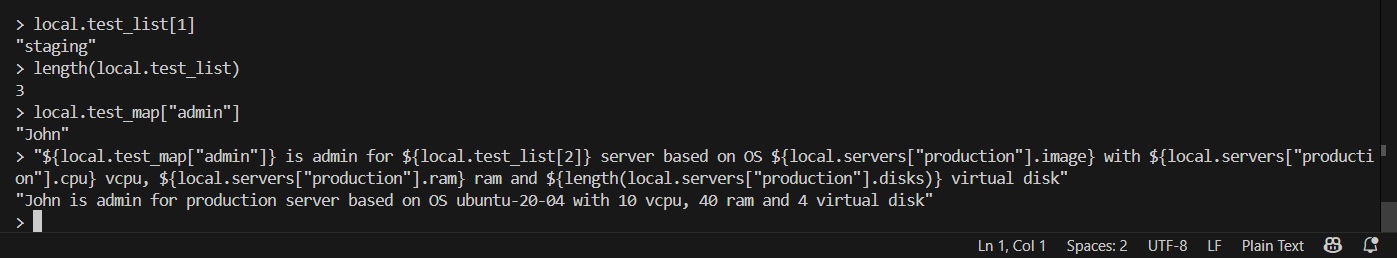 > local.test_list[1]
"staging"
> length(local.test_list)
3
> local.test_map["admin"]
"John"
> "${local.test_map["admin"]} is admin for ${local.test_list[2]} server based on OS ${local.servers["production"].image} with ${local.servers["producti
on"].cpu} vcpu, ${local.servers["production"].ram} ram and ${length(local.servers["production"].disks)} virtual disk"
"John is admin for production server based on OS ubuntu-20-04 with 10 vcpu, 40 ram and 4 virtual disk"
>
Ln 1, Col 1 Spaces: 2 UTF-8 LF Plain Text